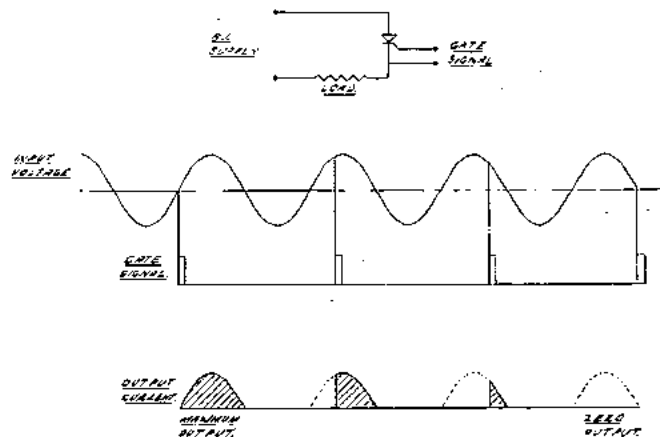 A.C.
SUPPLY
GATE
SIGNAL
LOAD.
INPUT
VOLTAGE
GATE
SIGNAL.
OUTPUT
CURRENT.
MAXIMUM
OUTPUT.
ZERO
OUTPUT.